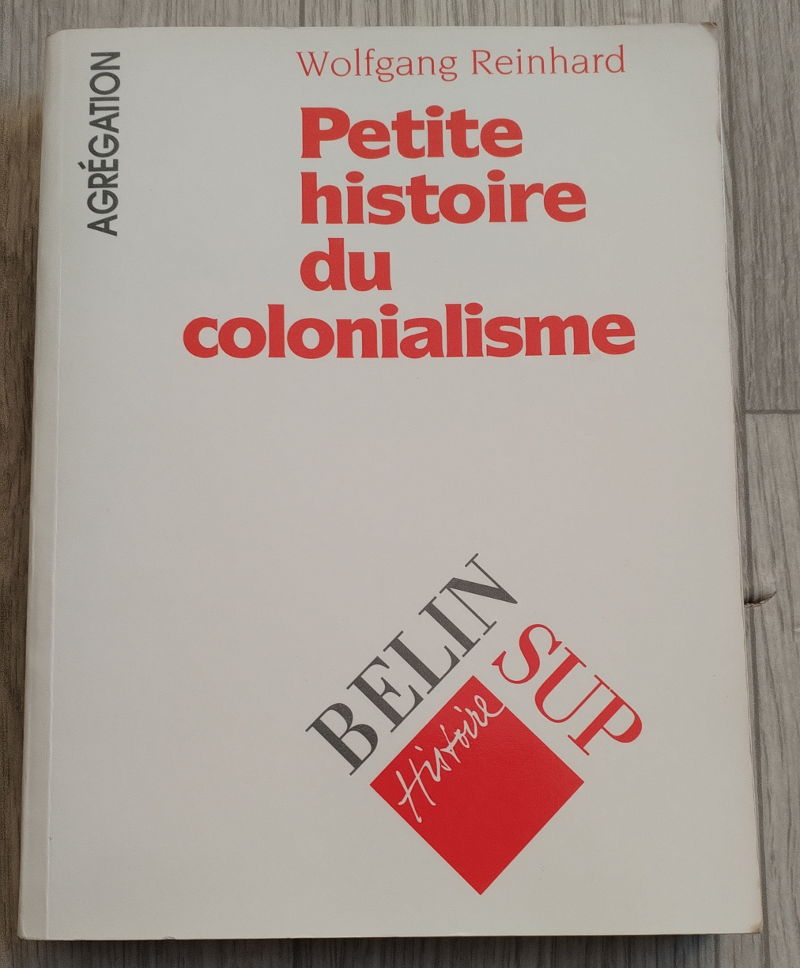 AGRÉGATION
Wolfgang Reinhard
Petite
histoire
du
colonialisme
BELIN
SUP
Histoire